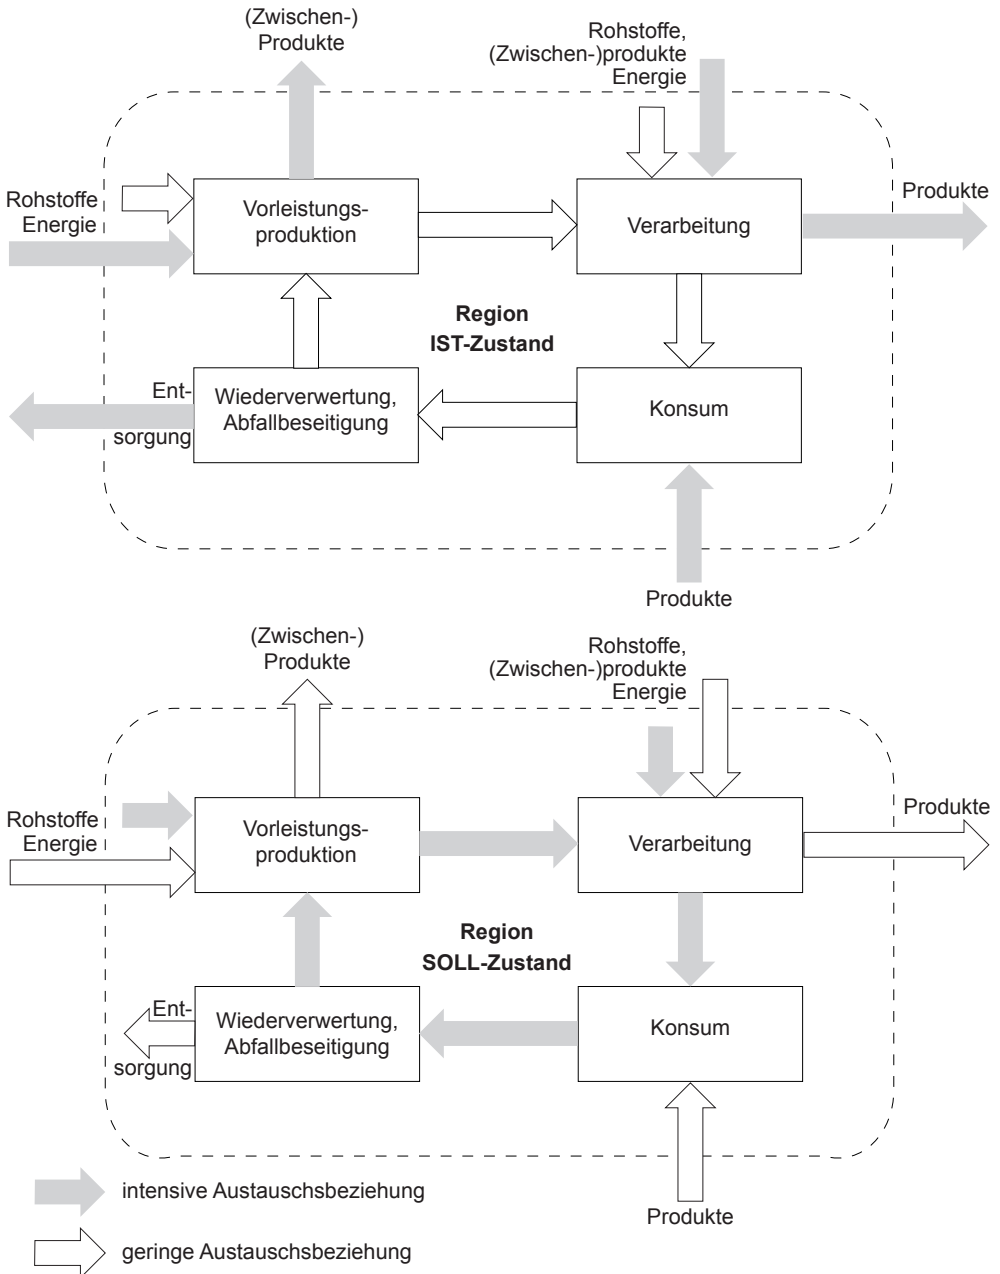 (Zwischen-)
Produkte
Rohstoffe,
(Zwischen-)produkte
Energie
Rohstoffe
Energie
Vorleistungs-
produktion
Verarbeitung
Produkte
Region
IST-Zustand
Ent-
sorgung
Wiederverwertung,
Abfallbeseitigung
Konsum
Produkte
(Zwischen-)
Produkte
Rohstoffe,
(Zwischen-)produkte
Energie
Rohstoffe
Energie
Vorleistungs-
produktion
Verarbeitung
Produkte
Region
SOLL-Zustand
Ent-
sorgung
Wiederverwertung,
Abfallbeseitigung
Konsum
Produkte
intensive Austauschsbeziehung
geringe Austauschsbeziehung